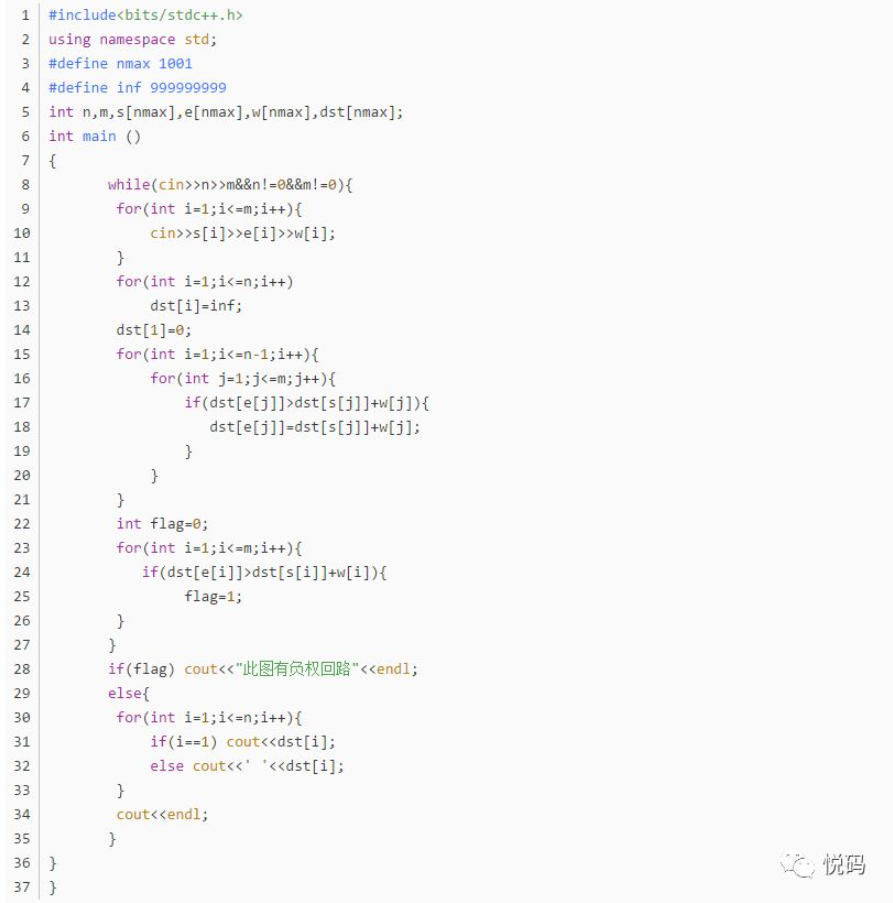 1 #include<bits/stdc++.h>
2 using namespace std;
3 #define nmax 1001
4 #define inf 999999999
5 int n,m,s[nmax],e[nmax],w[nmax],dst[nmax];
6 int main ()
7 {
8 while(cin>>n>>m&&n!=0&&m!=0){
9 for(int i=1;i<=m;i++){
10 cin>>s[i]>>e[i]>>w[i];
11 }
12 for(int i=1;i<=n;i++)
13 dst[i]=inf;
14 dst[1]=0;
15 for(int i=1;i<=n-1;i++){
16 for(int j=1;j<=m;j++){
17 if(dst[e[j]]>dst[s[j]]+w[j]){
18 dst[e[j]]=dst[s[j]]+w[j];
19 }
20 }
21 }
22 int flag=0;
23 for(int i=1;i<=m;i++){
24 if(dst[e[i]]>dst[s[i]]+w[i]){
25 flag=1;
26 }
27 }
28 if(flag) cout<<"此图有负权回路"<<endl;
29 else{
30 for(int i=1;i<=n;i++){
31 if(i==1) cout<<dst[i];
32 else cout<<' '<<dst[i];
33 }
34 cout<<endl;
35 }
36 }
37 }
悦码